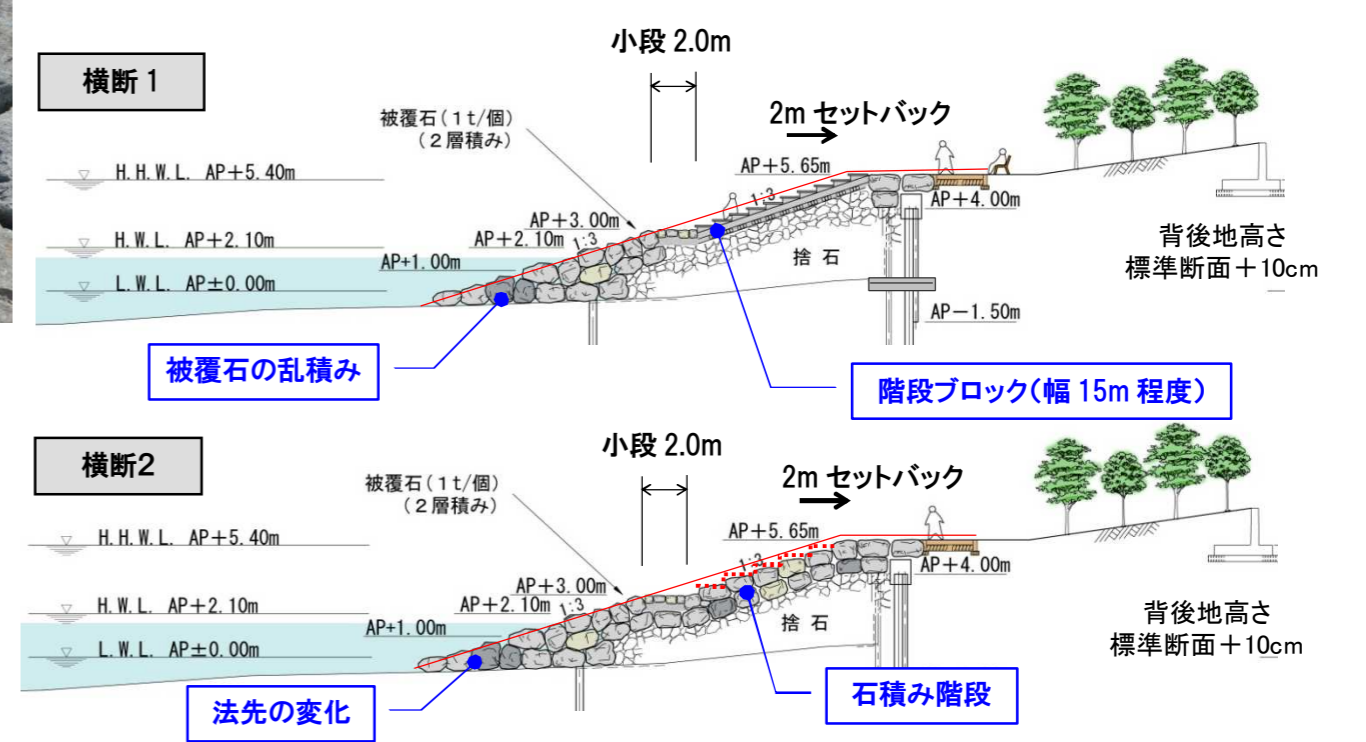 小段 2.0m
横断1
被覆石(1t/個)
(2層積み)
2m セットバック
H.H.W.L. AP+5.40m
AP+5.65m
1:3
AP+4.00m
AP+3.00m
H.W.L. AP+2.10m
AP+2.10m
1:3
背後地高さ
標準断面+10cm
AP+1.00m
捨石
L.W.L. AP±0.00m
AP-1.50m
被覆石の乱積み
階段ブロック(幅15m 程度)
小段 2.0m
横断2
被覆石(1t/個)
(2層積み)
2m セットバック
H.H.W.L. AP+5.40m
AP+5.65m
1:3
AP+4.00m
AP+3.00m
H.W.L. AP+2.10m
AP+2.10m
1:3
背後地高さ
標準断面+10cm
AP+1.00m
捨石
L.W.L. AP±0.00m
法先の変化
石積み階段